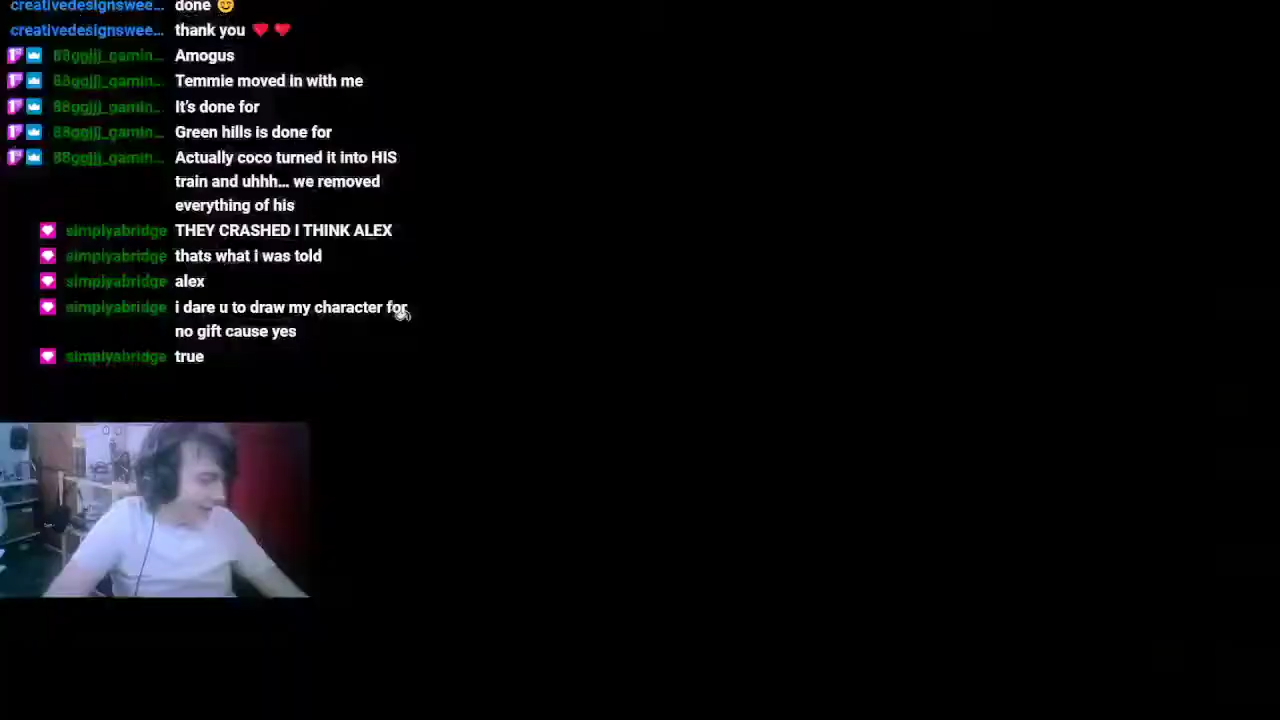 creativedesignswee... done 😊
creativedesignswee... thank you ❤️ ❤️
Amogus
Temmie moved in with me
It's done for
Green hills is done for
Actually coco turned it into HIS
train and uhhh... we removed
everything of his
simplyabridge THEY CRASHED I THINK ALEX
simplyabridge thats what i was told
simplyabridge alex
simplyabridge i dare u to draw my character for
no gift cause yes
simplyabridge true